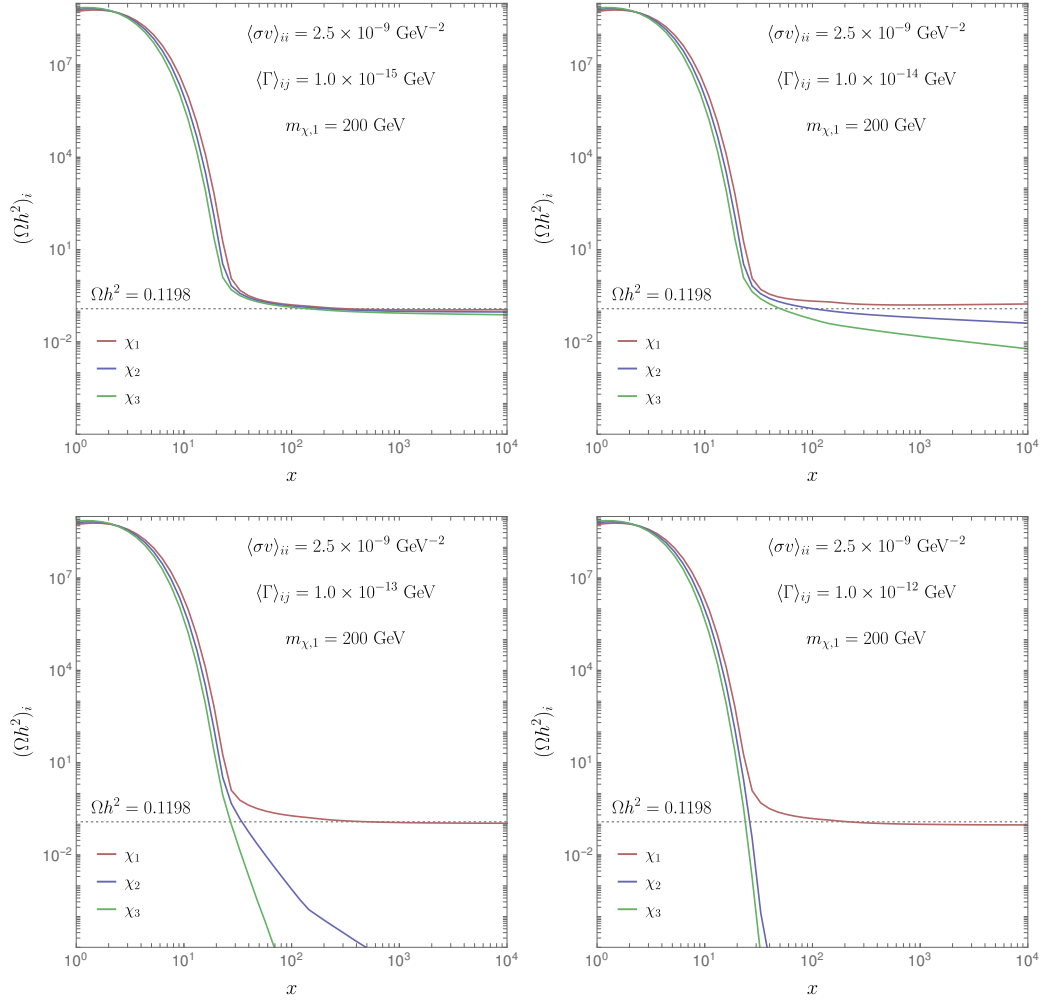 ⟨σv⟩ᵢᵢ = 2.5 × 10⁻⁹ GeV⁻²
⟨Γ⟩ᵢⱼ = 1.0 × 10⁻¹⁵ GeV
m_{χ,1} = 200 GeV
10⁷
10⁴
10¹
10⁻²
(Ωh²)ᵢ
Ωh² = 0.1198
χ₁
χ₂
χ₃
10⁰ 10¹ 10² 10³ 10⁴
x
⟨σv⟩ᵢᵢ = 2.5 × 10⁻⁹ GeV⁻²
⟨Γ⟩ᵢⱼ = 1.0 × 10⁻¹⁴ GeV
m_{χ,1} = 200 GeV
10⁷
10⁴
10¹
10⁻²
(Ωh²)ᵢ
Ωh² = 0.1198
χ₁
χ₂
χ₃
10⁰ 10¹ 10² 10³ 10⁴
x
⟨σv⟩ᵢᵢ = 2.5 × 10⁻⁹ GeV⁻²
⟨Γ⟩ᵢⱼ = 1.0 × 10⁻¹³ GeV
m_{χ,1} = 200 GeV
10⁷
10⁴
10¹
10⁻²
(Ωh²)ᵢ
Ωh² = 0.1198
χ₁
χ₂
χ₃
10⁰ 10¹ 10² 10³ 10⁴
x
⟨σv⟩ᵢᵢ = 2.5 × 10⁻⁹ GeV⁻²
⟨Γ⟩ᵢⱼ = 1.0 × 10⁻¹² GeV
m_{χ,1} = 200 GeV
10⁷
10⁴
10¹
10⁻²
(Ωh²)ᵢ
Ωh² = 0.1198
χ₁
χ₂
χ₃
10⁰ 10¹ 10² 10³ 10⁴
x